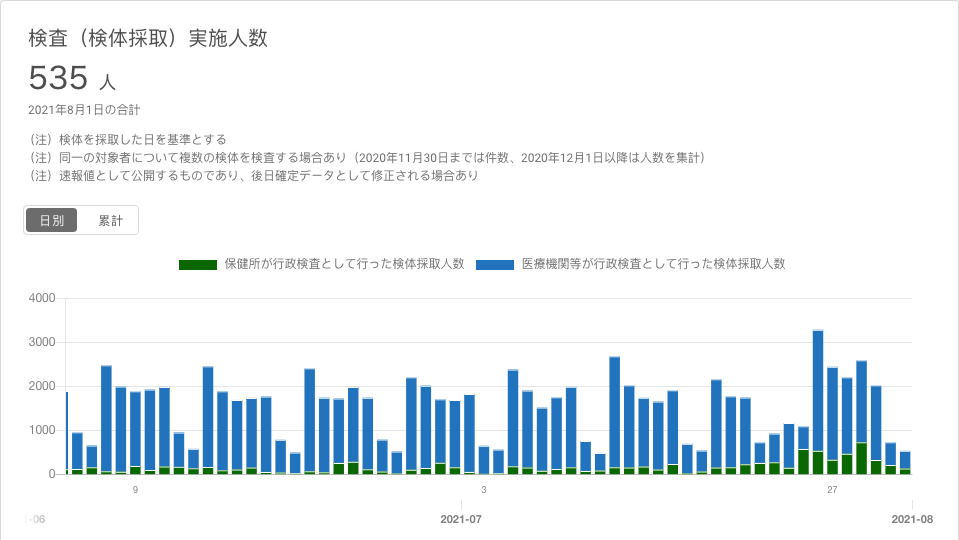 検査（検体採取）実施人数
535 人
2021年8月1日の合計
（注）検体を採取した日を基準とする
（注）同一の対象者について複数の検体を検査する場合あり（2020年11月30日までは件数、2020年12月1日以降は人数を集計）
（注）速報値として公開するものであり、後日確定データとして修正される場合あり
日別 累計
保健所が行政検査として行った検体採取人数 医療機関等が行政検査として行った検体採取人数
4000
3000
2000
1000
0
9 3 27
-06 2021-07 2021-08